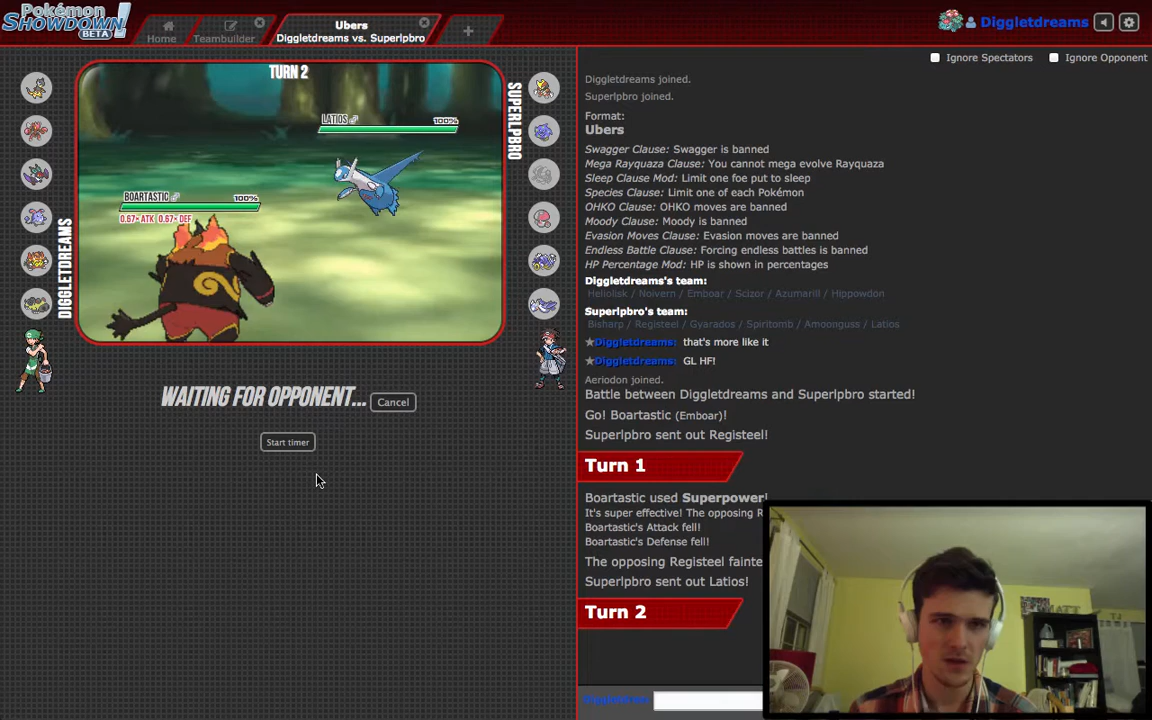 Pokémon
SHOWDOWN!
BETA
Home
Teambuilder
Ubers
Diggletdreams vs. Superlpbro
Diggletdreams
Ignore Spectators
Ignore Opponent
TURN 2
DIGGLETDREAMS
SUPERLPBRO
LATIOS
100%
BOARTASTIC
100%
0.67× ATK 0.67× DEF
WAITING FOR OPPONENT...
Cancel
Start timer
Diggletdreams joined.
Superlpbro joined.
Format:
Ubers
Swagger Clause: Swagger is banned
Mega Rayquaza Clause: You cannot mega evolve Rayquaza
Sleep Clause Mod: Limit one foe put to sleep
Species Clause: Limit one of each Pokémon
OHKO Clause: OHKO moves are banned
Moody Clause: Moody is banned
Evasion Moves Clause: Evasion moves are banned
Endless Battle Clause: Forcing endless battles is banned
HP Percentage Mod: HP is shown in percentages
Diggletdreams's team:
Heliolisk / Noivern / Emboar / Scizor / Azumarill / Hippowdon
Superlpbro's team:
Bisharp / Registeel / Gyarados / Spiritomb / Amoonguss / Latios
★Diggletdreams: that's more like it
★Diggletdreams: GL HF!
Aeriodon joined.
Battle between Diggletdreams and Superlpbro started!
Go! Boartastic (Emboar)!
Superlpbro sent out Registeel!
Turn 1
Boartastic used Superpower!
It's super effective! The opposing R
Boartastic's Attack fell!
Boartastic's Defense fell!
The opposing Registeel fainte
Superlpbro sent out Latios!
Turn 2
MATT